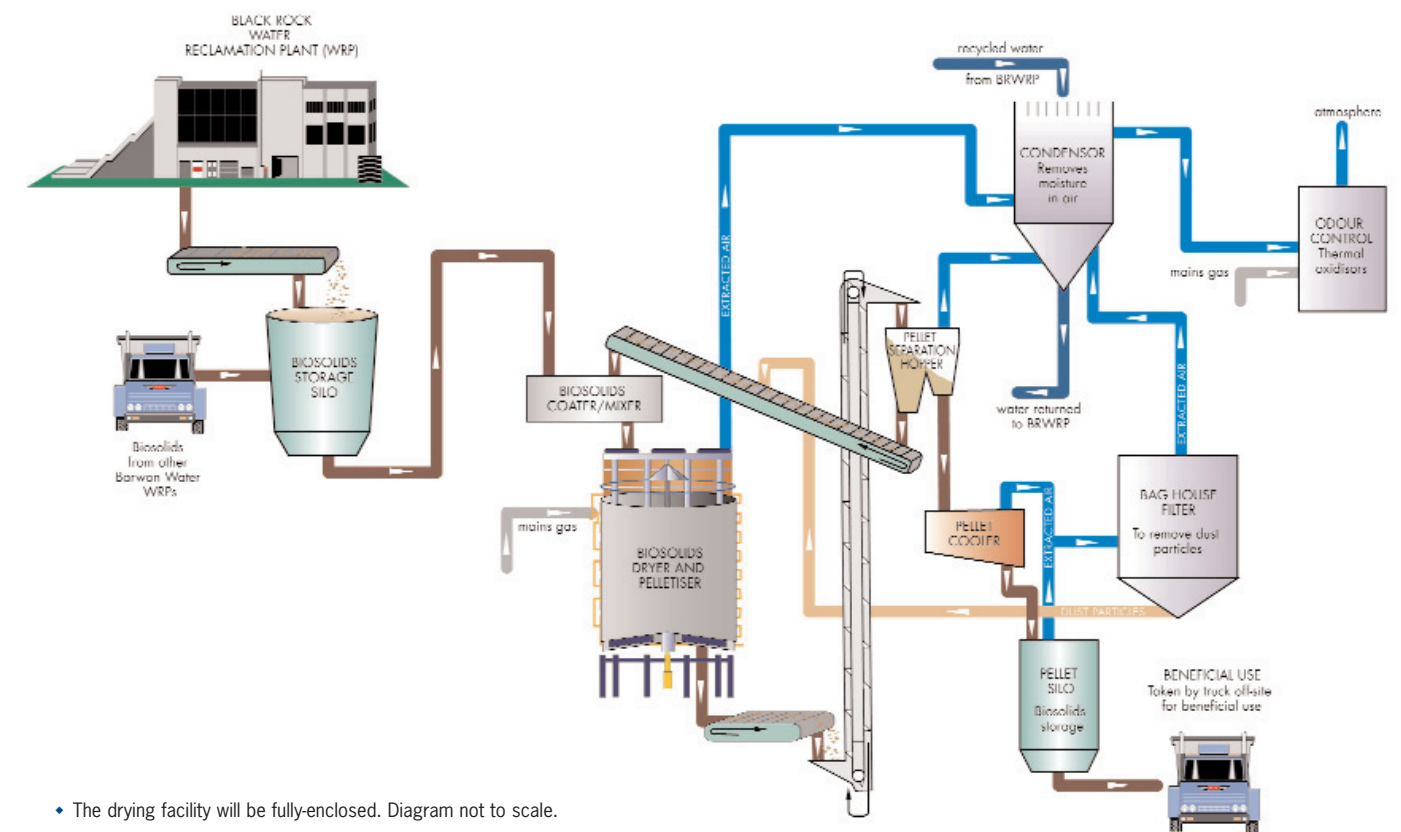 BLACK ROCK
WATER
RECLAMATION PLANT (WRP)
recycled water
from BRWRP
atmosphere
CONDENSOR
Removes
moisture
in air
ODOUR
CONTROL
Thermal
oxidisors
mains gas
EXTRACTED AIR
PELLET
SEPARATION
HOPPER
BIOSOLIDS
STORAGE
SILO
BIOSOLIDS
COATER/MIXER
water returned
to BRWRP
EXTRACTED AIR
Biosolids
from other
Barwon Water
WRPs
mains gas
BIOSOLIDS
DRYER AND
PELLETISER
PELLET
COOLER
EXTRACTED AIR
BAG HOUSE
FILTER
To remove dust
particles
DUST PARTICLES
PELLET
SILO
Biosolids
storage
BENEFICIAL USE
Taken by truck off-site
for beneficial use
The drying facility will be fully-enclosed. Diagram not to scale.